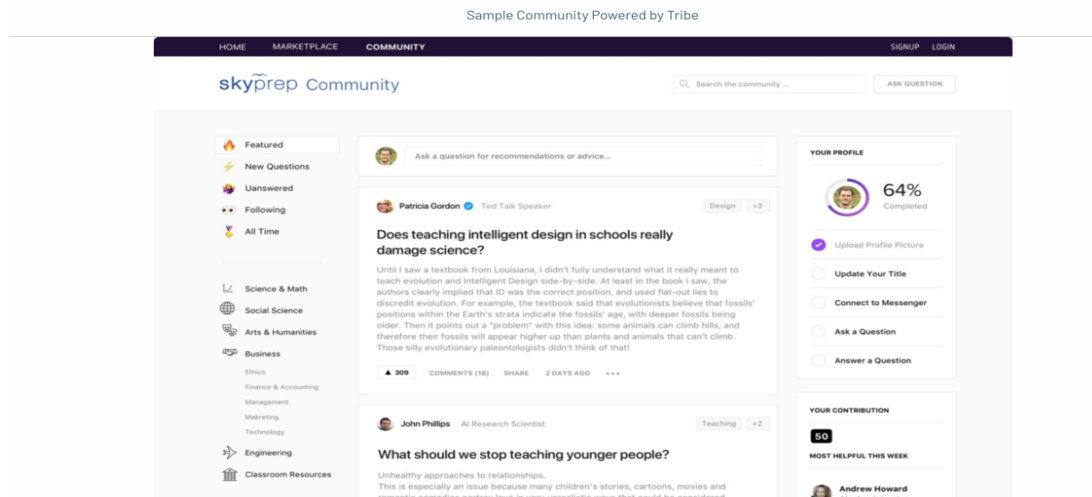 Sample Community Powered by Tribe
HOME MARKETPLACE COMMUNITY SIGNUP LOGIN
skyprep Community
Search the community ...
ASK QUESTION
Featured
New Questions
Uanswered
Following
All Time
Science & Math
Social Science
Arts & Humanities
Business
Ethics
Finance & Accounting
Management
Makreting
Technology
Engineering
Classroom Resources
Ask a question for recommendations or advice...
Patricia Gordon Ted Talk Speaker Design +3
Does teaching intelligent design in schools really
damage science?
Until I saw a textbook from Louisiana, I didn't fully understand what it really meant to
teach evolution and Intelligent Design side-by-side. At least in the book I saw, the
authors clearly implied that ID was the correct position, and used flat-out lies to
discredit evolution. For example, the textbook said that evolutionists believe that fossils'
positions within the Earth's strata indicate the fossils' age, with deeper fossils being
older. Then it points out a "problem" with this idea: some animals can climb hills, and
therefore their fossils will appear higher up than plants and animals that can't climb.
Those silly evolutionary paleontologists didn't think of that!
309 COMMENTS (18) SHARE 2 DAYS AGO
John Phillips AI Research Scientist Teaching +2
What should we stop teaching younger people?
Unhealthy approaches to relationships.
This is especially an issue because many children's stories, cartoons, movies and
YOUR PROFILE
64%
Completed
Upload Profile Picture
Update Your Title
Connect to Messenger
Ask a Question
Answer a Question
YOUR CONTRIBUTION
50
MOST HELPFUL THIS WEEK
Andrew Howard